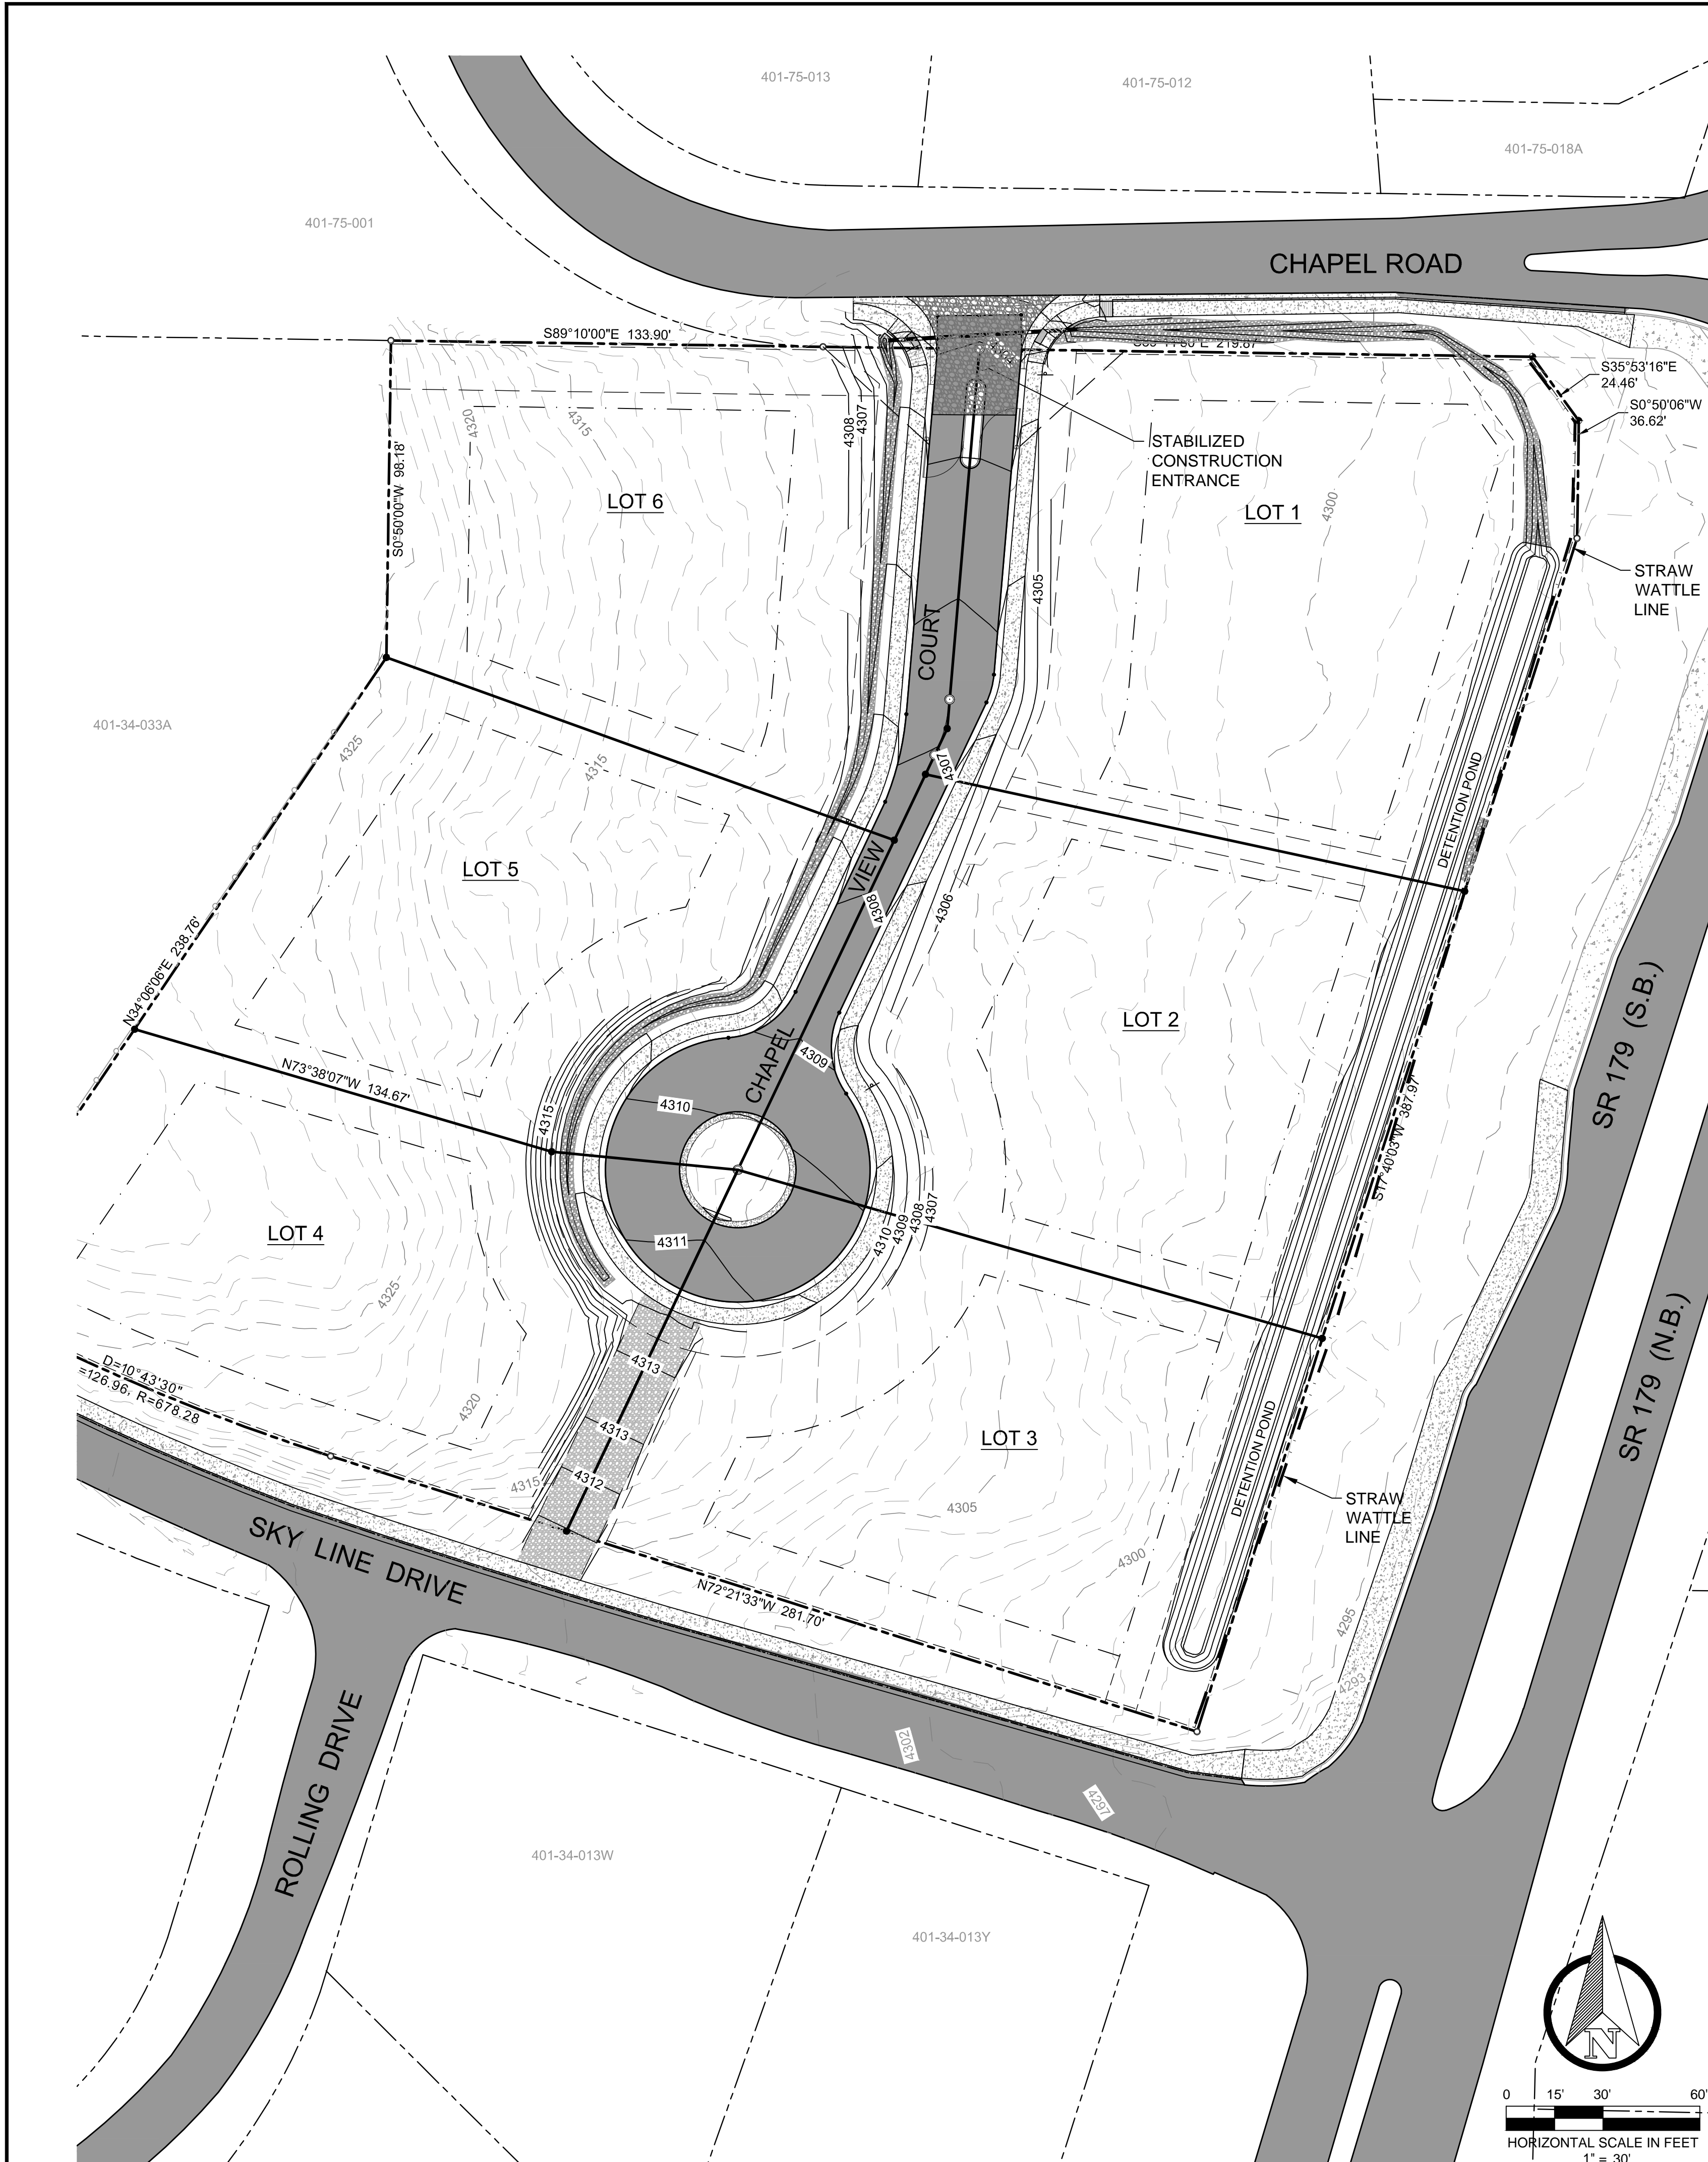 401-75-013
401-75-012
401-75-018A
401-75-001
CHAPEL ROAD
S89°10'00"E 133.90'
S35°53'16"E
24.46'
S0°50'06"W
36.62'
4320
4315
4308
4307
STABILIZED
CONSTRUCTION
ENTRANCE
S0°50'00"W 98.18'
LOT 6
LOT 1
4300
STRAW
WATTLE
LINE
4305
COURT
401-34-033A
4325
4315
4307
DETENTION POND
LOT 5
VIEW
4308
4306
N34°06'06"E 238.76'
LOT 2
SR 179 (S.B.)
CHAPEL
4309
N73°38'07"W 134.67'
4310
4315
S17°40'03"W 387.97'
LOT 4
4311
4310
4309
4308
4307
4325
SR 179 (N.B.)
D=10°43'30"
=126.96, R=678.28
4313
4320
4313
LOT 3
4312
4315
4305
DETENTION POND
STRAW
WATTLE
LINE
SKY LINE DRIVE
4300
N72°21'33"W 281.70'
4295
4293
ROLLING DRIVE
4302
4297
401-34-013W
401-34-013Y
N
0 15' 30' 60'
HORIZONTAL SCALE IN FEET
1" = 30'